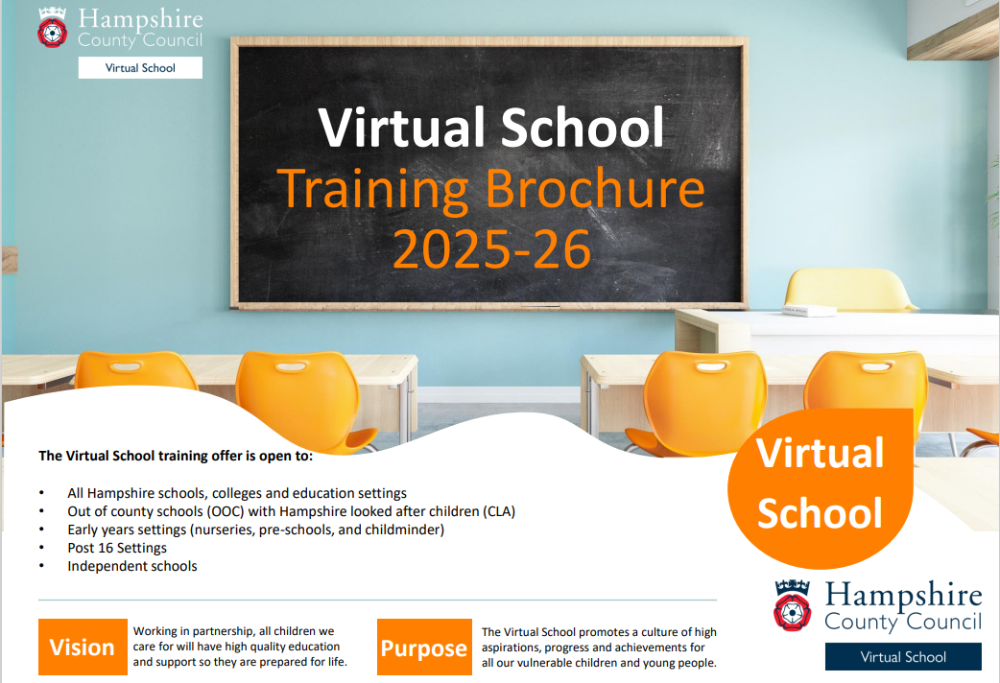 Hampshire
County Council
Virtual School
Virtual School
Training Brochure
2025-26
The Virtual School training offer is open to:
• All Hampshire schools, colleges and education settings
• Out of county schools (OOC) with Hampshire looked after children (CLA)
• Early years settings (nurseries, pre-schools, and childminder)
• Post 16 Settings
• Independent schools
Virtual
School
Hampshire
County Council
Virtual School
Vision
Working in partnership, all children we
care for will have high quality education
and support so they are prepared for life.
Purpose
The Virtual School promotes a culture of high
aspirations, progress and achievements for
all our vulnerable children and young people.